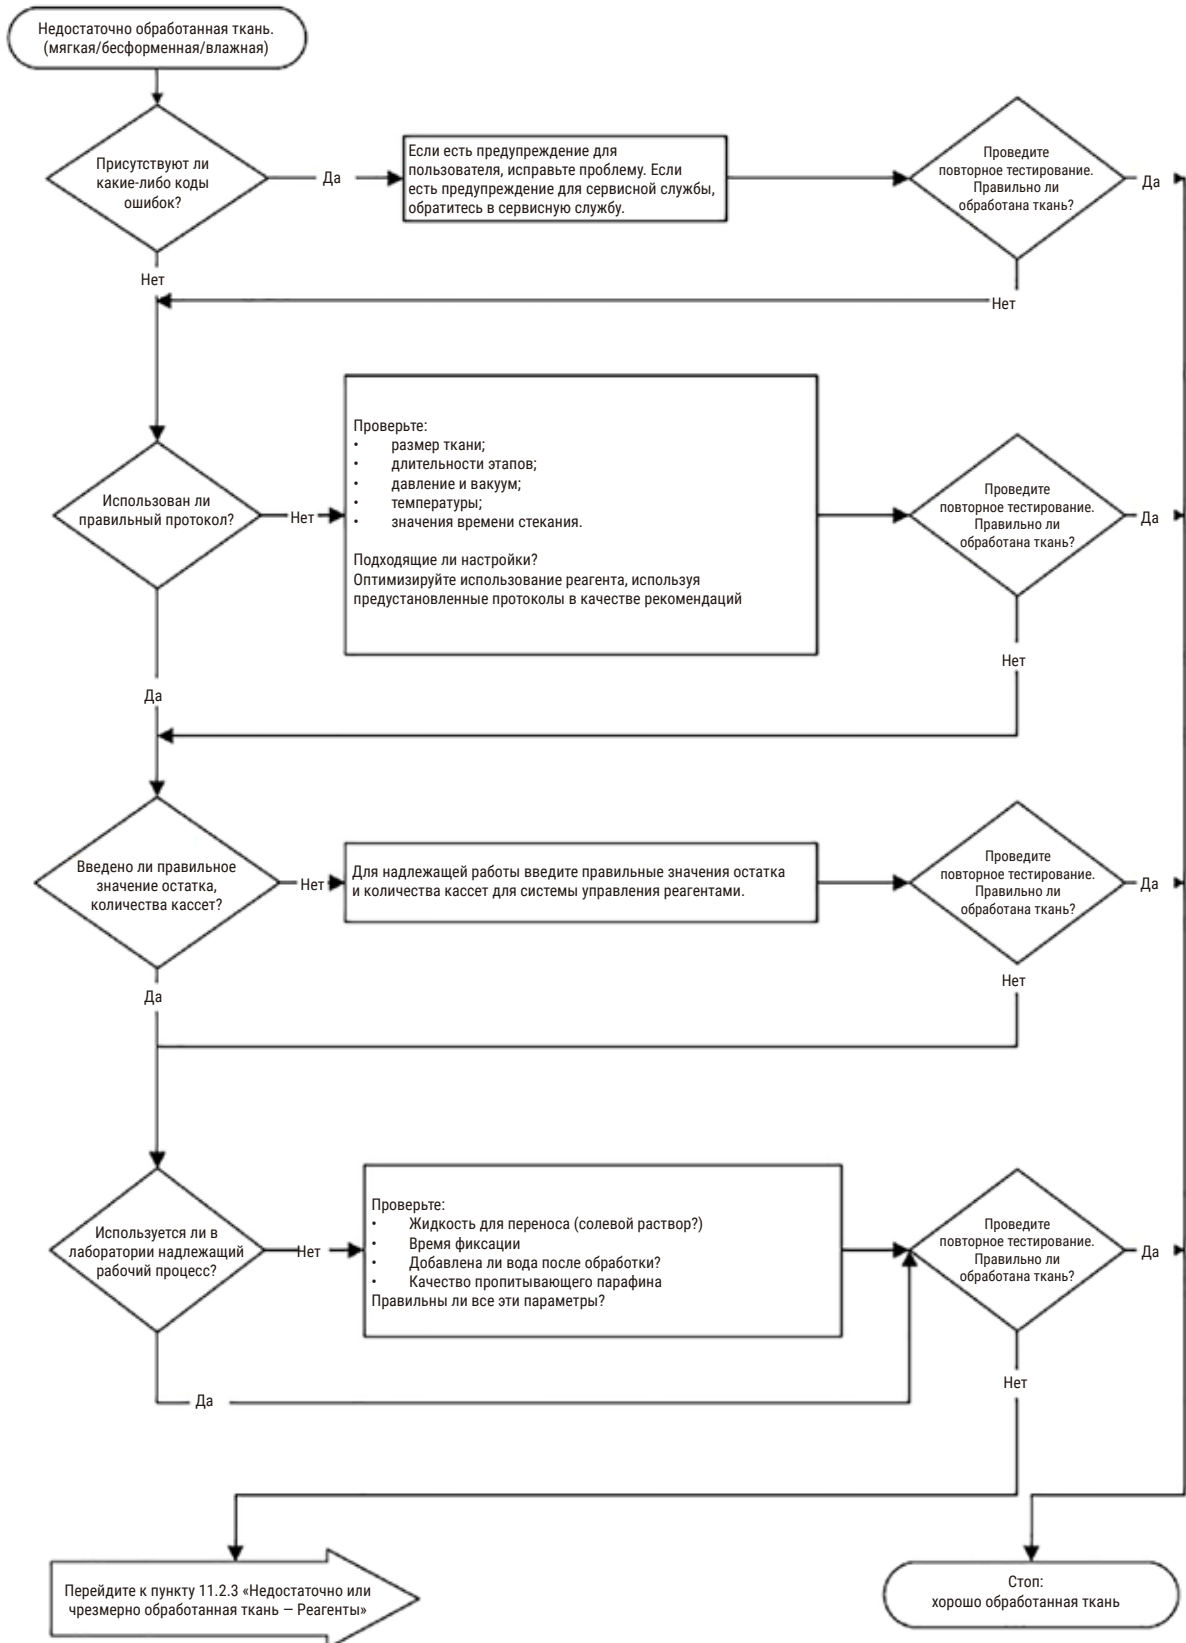 Недостаточно обработанная ткань.
(мягкая/бесформенная/влажная)
Присутствуют ли
какие-либо коды
ошибок?
Да
Если есть предупреждение для
пользователя, исправьте проблему. Если
есть предупреждение для сервисной службы,
обратитесь в сервисную службу.
Проведите
повторное тестирование.
Правильно ли
обработана ткань?
Да
Нет
Нет
Использован ли
правильный протокол?
Нет
Проверьте:
• размер ткани;
• длительности этапов;
• давление и вакуум;
• температуры;
• значения времени стекания.
Подходящие ли настройки?
Оптимизируйте использование реагента, используя
предустановленные протоколы в качестве рекомендаций
Проведите
повторное тестирование.
Правильно ли
обработана ткань?
Да
Нет
Да
Введено ли правильное
значение остатка,
количества кассет?
Нет
Для надлежащей работы введите правильные значения остатка
и количества кассет для системы управления реагентами.
Проведите
повторное тестирование.
Правильно ли
обработана ткань?
Да
Нет
Да
Используется ли в
лаборатории надлежащий
рабочий процесс?
Нет
Проверьте:
• Жидкость для переноса (солевой раствор?)
• Время фиксации
• Добавлена ли вода после обработки?
• Качество пропитывающего парафина
Правильны ли все эти параметры?
Проведите
повторное тестирование.
Правильно ли
обработана ткань?
Да
Нет
Да
Перейдите к пункту 11.2.3 «Недостаточно или
чрезмерно обработанная ткань — Реагенты»
Стоп:
хорошо обработанная ткань